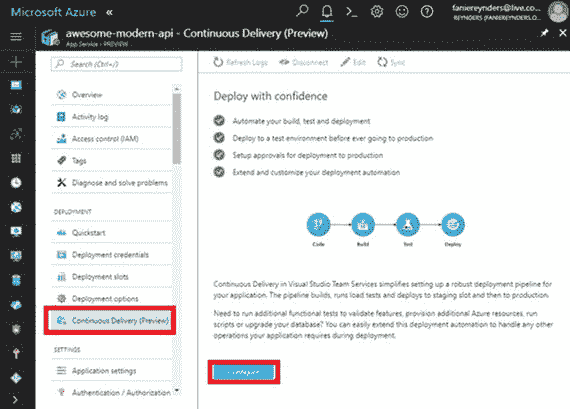 Microsoft Azure
faniereynders@live.co...
REYNDERS (FANIEREYNDERS@L...
awesome-modern-api - Continuous Delivery (Preview)
App Service - PREVIEW
Search (Ctrl+/)
Refresh Logs Disconnect Edit Sync
Overview
Activity log
Access control (IAM)
Tags
Diagnose and solve problems
DEPLOYMENT
Quickstart
Deployment credentials
Deployment slots
Deployment options
Continuous Delivery (Preview)
SETTINGS
Application settings
Authentication / Authorization
Deploy with confidence
Automate your build, test and deployment
Deploy to a test environment before ever going to production
Setup approvals for deployment to production
Extend and customize your deployment automation
Code Build Test Deploy
Continuous Delivery in Visual Studio Team Services simplifies setting up a robust deployment pipeline for
your application. The pipeline builds, runs load tests and deploys to staging slot and then to production.
Need to run additional functional tests to validate features, provision additional Azure resources, run
scripts or upgrade your database? You can easily extend this deployment automation to handle any other
operations your application requires during deployment.